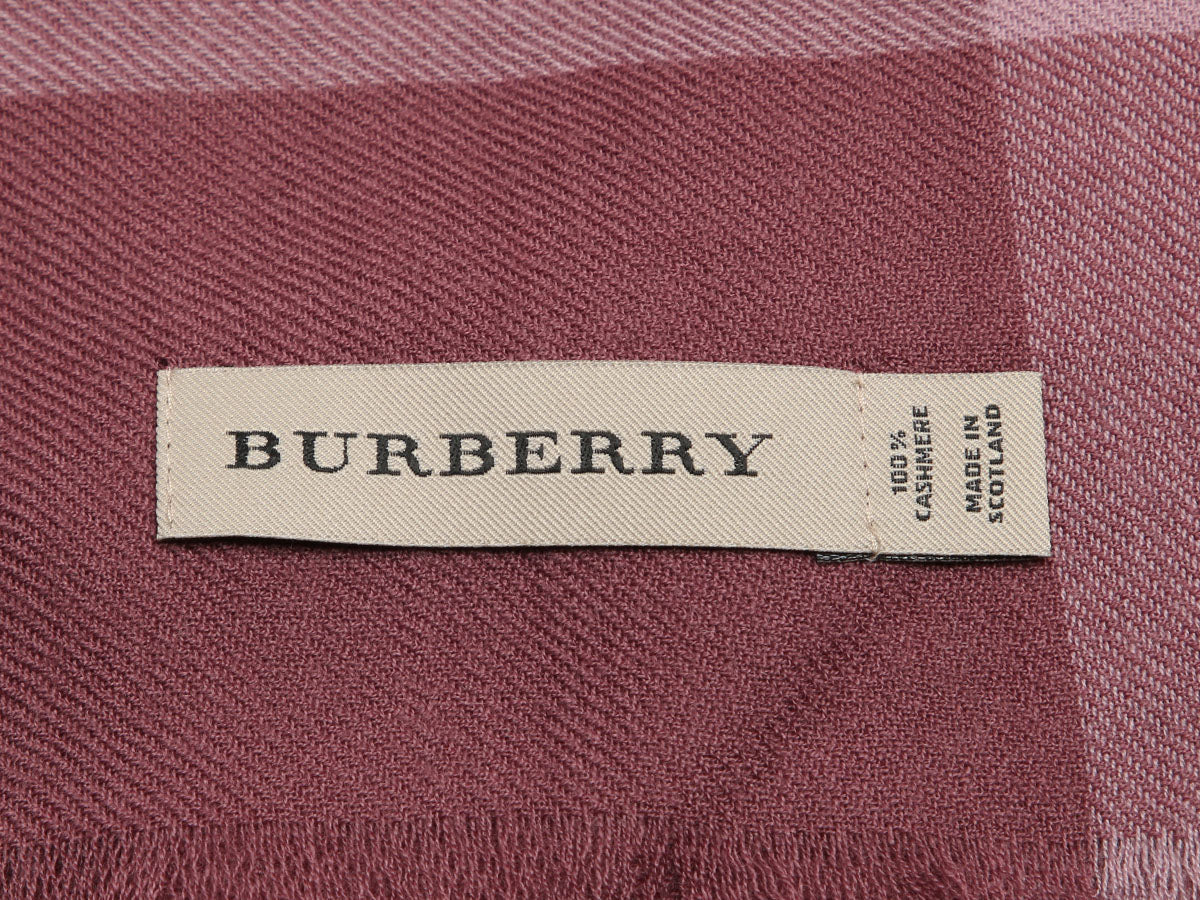 BURBERRY
100%
CASHMERE
MADE IN
SCOTLAND